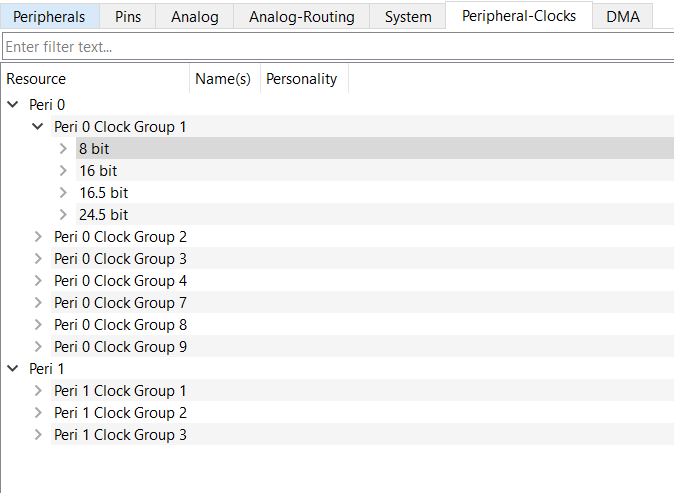 Peripherals Pins Analog Analog-Routing System Peripheral-Clocks DMA
Enter filter text...
Resource Name(s) Personality
Peri 0
Peri 0 Clock Group 1
8 bit
16 bit
16.5 bit
24.5 bit
Peri 0 Clock Group 2
Peri 0 Clock Group 3
Peri 0 Clock Group 4
Peri 0 Clock Group 7
Peri 0 Clock Group 8
Peri 0 Clock Group 9
Peri 1
Peri 1 Clock Group 1
Peri 1 Clock Group 2
Peri 1 Clock Group 3